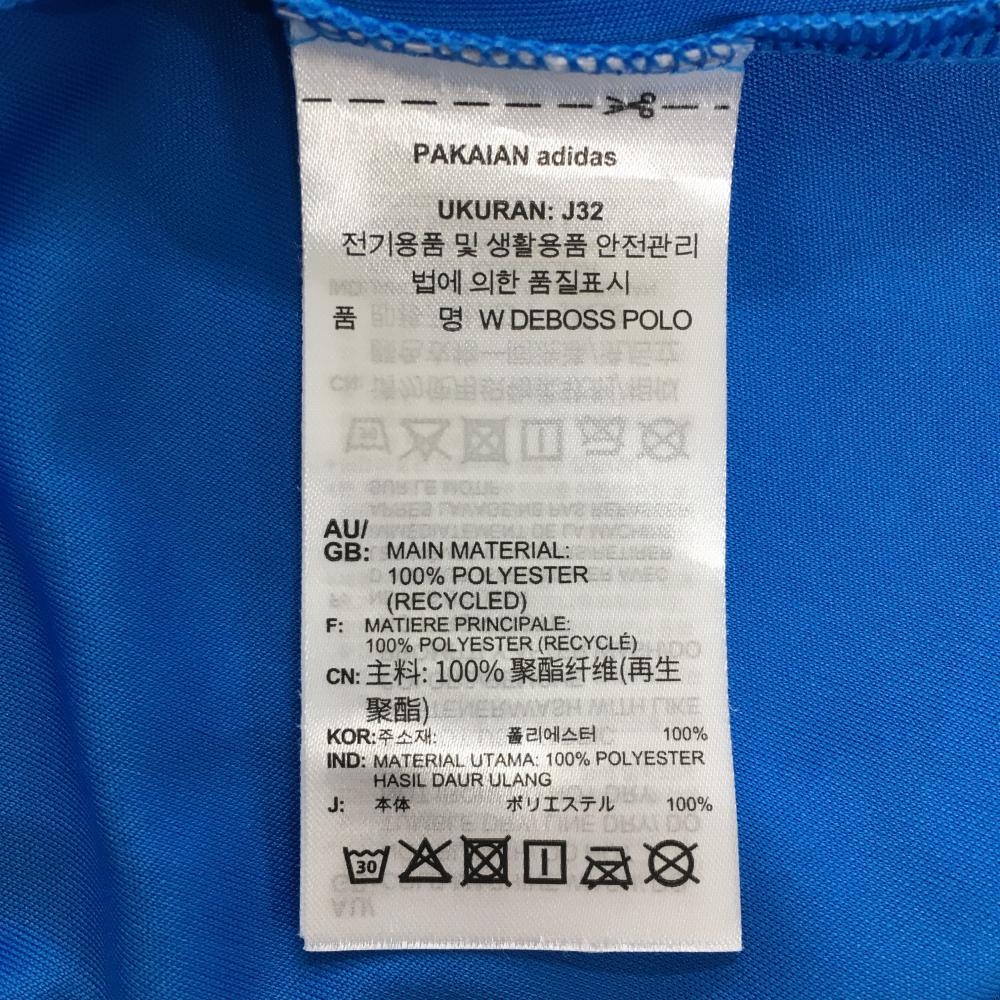 PAKAIAN adidas
UKURAN: J32
전기용품 및 생활용품 안전관리
법에 의한 품질표시
품 명 W DEBOSS POLO
AU/
GB: MAIN MATERIAL:
100% POLYESTER
(RECYCLED)
F: MATIERE PRINCIPALE:
100% POLYESTER (RECYCLÉ)
CN: 主料: 100% 聚酯纤维(再生
聚酯)
KOR:주소재: 폴리에스터 100%
IND: MATERIAL UTAMA: 100% POLYESTER
HASIL DAUR ULANG
J: 本体 ポリエステル 100%
30